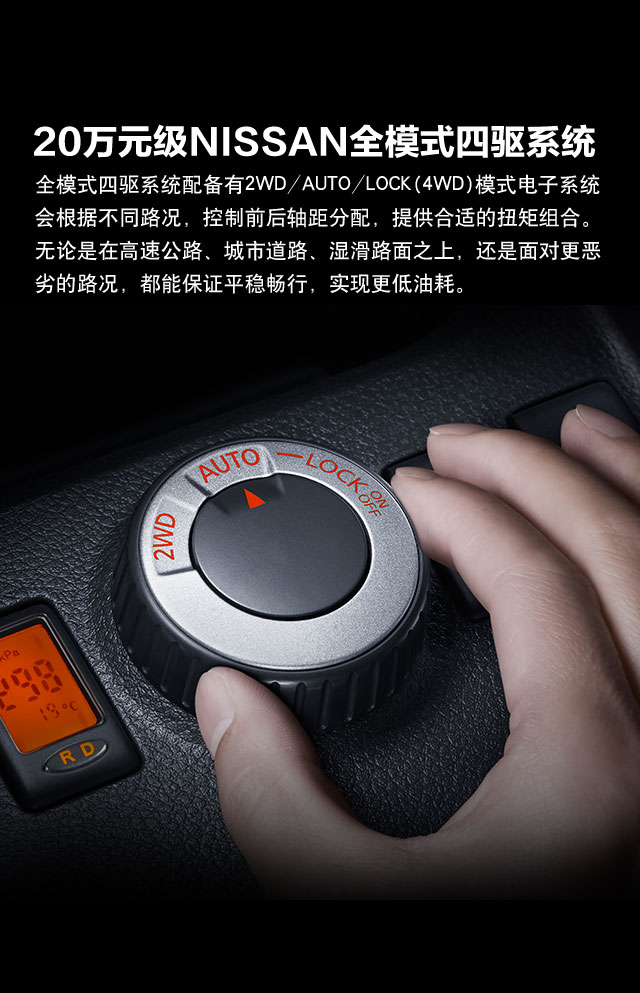 20万元级NISSAN全模式四驱系统
全模式四驱系统配备有2WD/AUTO/LOCK(4WD)模式电子系统
会根据不同路况，控制前后轴距分配，提供合适的扭矩组合。
无论是在高速公路、城市道路、湿滑路面之上，还是面对更恶
劣的路况，都能保证平稳畅行，实现更低油耗。
AUTO
LOCK
ON
OFF
2WD
kPa
298
19℃
R D